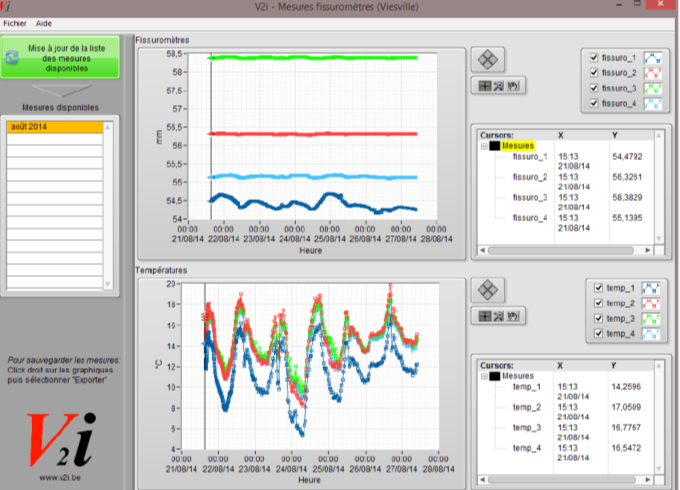 V2i - Mesures fissuromètres (Viesville)
Fichier Aide
Mise à jour de la liste
des mesures
disponibles
Mesures disponibles
août 2014
Pour sauvegarder les mesures:
Click droit sur les graphiques
puis sélectionner "Exporter"
V2i
www.v2i.be
Fissuromètres
58,5
58
57,5
57
56,5
56
55,5
55
54,5
54
mm
00:00 00:00 00:00 00:00 00:00 00:00 00:00 00:00
21/08/14 22/08/14 23/08/14 24/08/14 25/08/14 26/08/14 27/08/14 28/08/14
Heure
fissuro_1
fissuro_2
fissuro_3
fissuro_4
Cursors: X Y
Mesures
fissuro_1 15:13 54,4792
21/08/14
fissuro_2 15:13 56,3261
21/08/14
fissuro_3 15:13 58,3829
21/08/14
fissuro_4 15:13 55,1395
21/08/14
Températures
20
18
16
14
12
10
8
6
4
°C
00:00 00:00 00:00 00:00 00:00 00:00 00:00 00:00
21/08/14 22/08/14 23/08/14 24/08/14 25/08/14 26/08/14 27/08/14 28/08/14
Heure
temp_1
temp_2
temp_3
temp_4
Cursors: X Y
Mesures
temp_1 15:13 14,2596
21/08/14
temp_2 15:13 17,0509
21/08/14
temp_3 15:13 16,7767
21/08/14
temp_4 15:13 16,5472
21/08/14